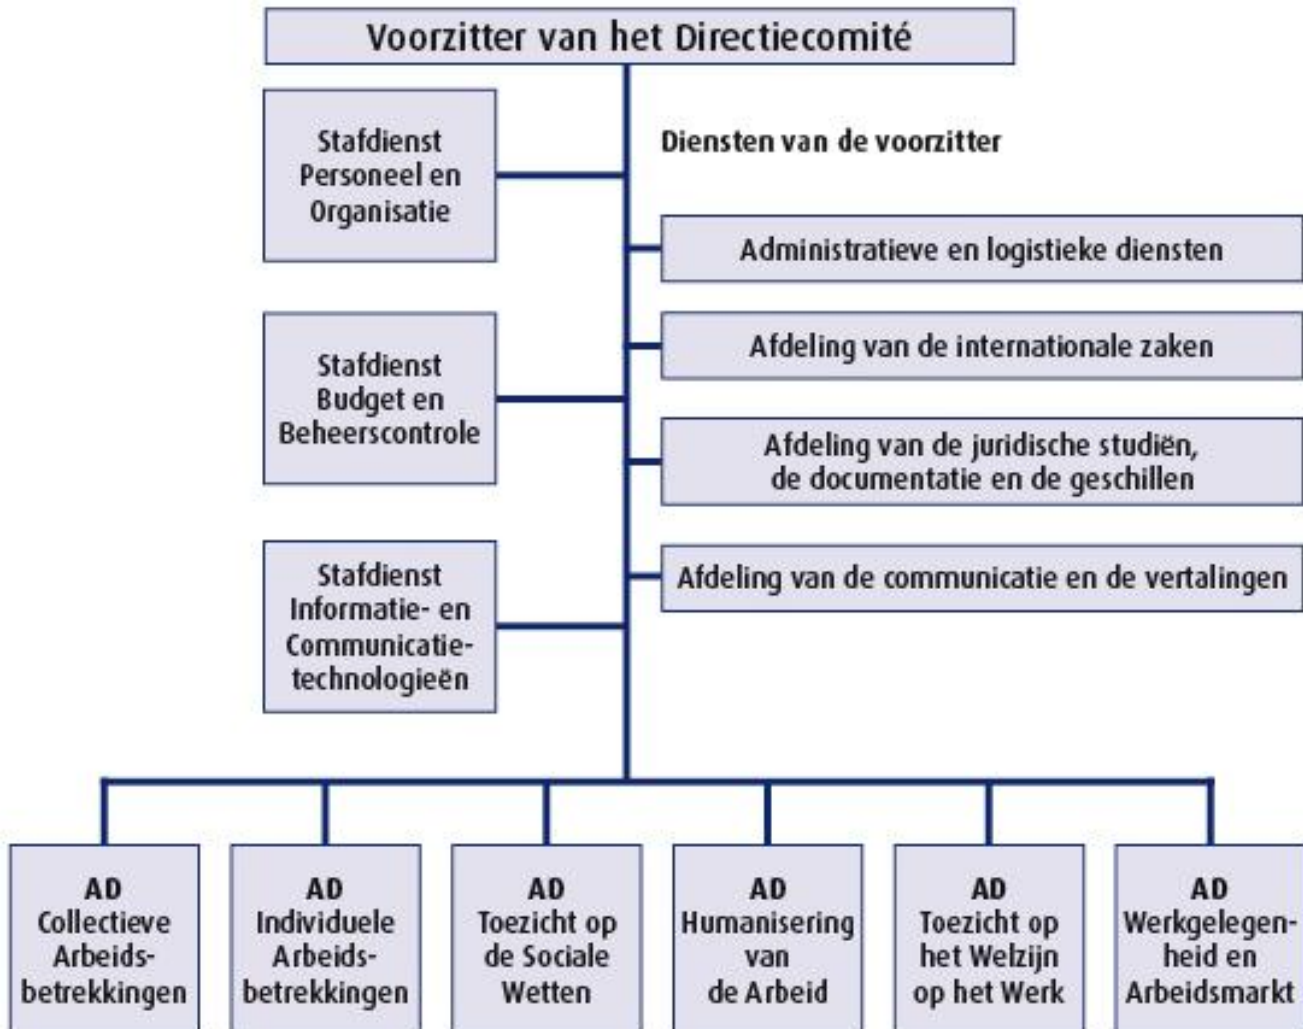 Voorzitter van het Directiecomité
Stafdienst
Personeel en
Organisatie
Diensten van de voorzitter
Administratieve en logistieke diensten
Stafdienst
Budget en
Beheerscontrole
Afdeling van de internationale zaken
Afdeling van de juridische studiën,
de documentatie en de geschillen
Stafdienst
Informatie- en
Communicatie-
technologieën
Afdeling van de communicatie en de vertalingen
AD
Collectieve
Arbeids-
betrekkingen
AD
Individuele
Arbeids-
betrekkingen
AD
Toezicht op
de Sociale
Wetten
AD
Humanisering
van
de Arbeid
AD
Toezicht op
het Welzijn
op het Werk
AD
Werkgelegen-
heid en
Arbeidsmarkt